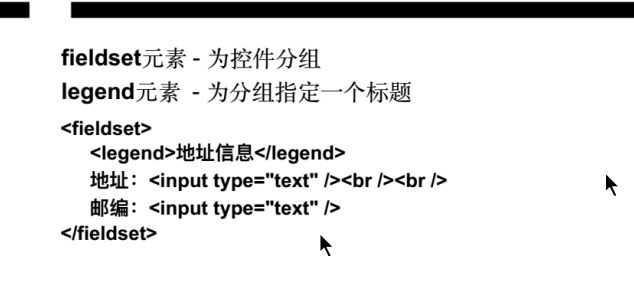 fieldset元素 - 为控件分组
legend元素 - 为分组指定一个标题
<fieldset>
<legend>地址信息</legend>
地址：<input type="text" /><br /><br />
邮编：<input type="text" />
</fieldset>